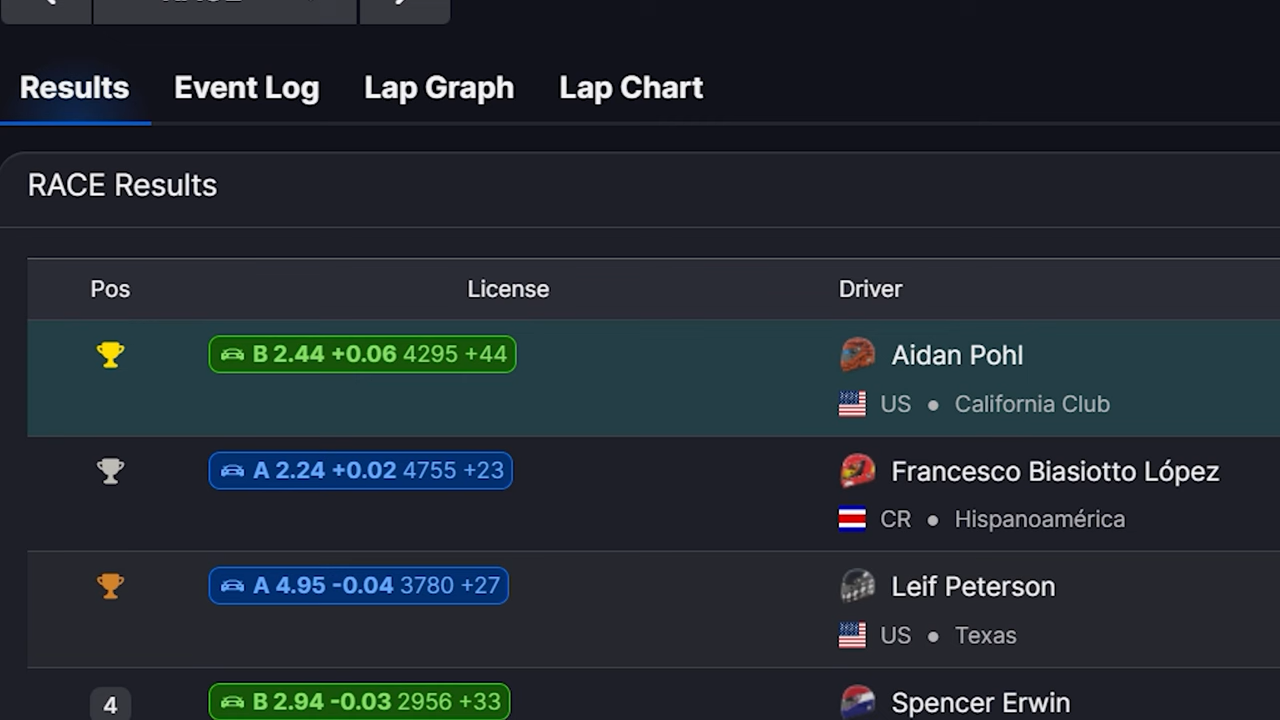 Results Event Log Lap Graph Lap Chart
RACE Results
Pos License Driver
B 2.44 +0.06 4295 +44 Aidan Pohl
US • California Club
A 2.24 +0.02 4755 +23 Francesco Biasiotto López
CR • Hispanoamérica
A 4.95 -0.04 3780 +27 Leif Peterson
US • Texas
4 B 2.94 -0.03 2956 +33 Spencer Erwin